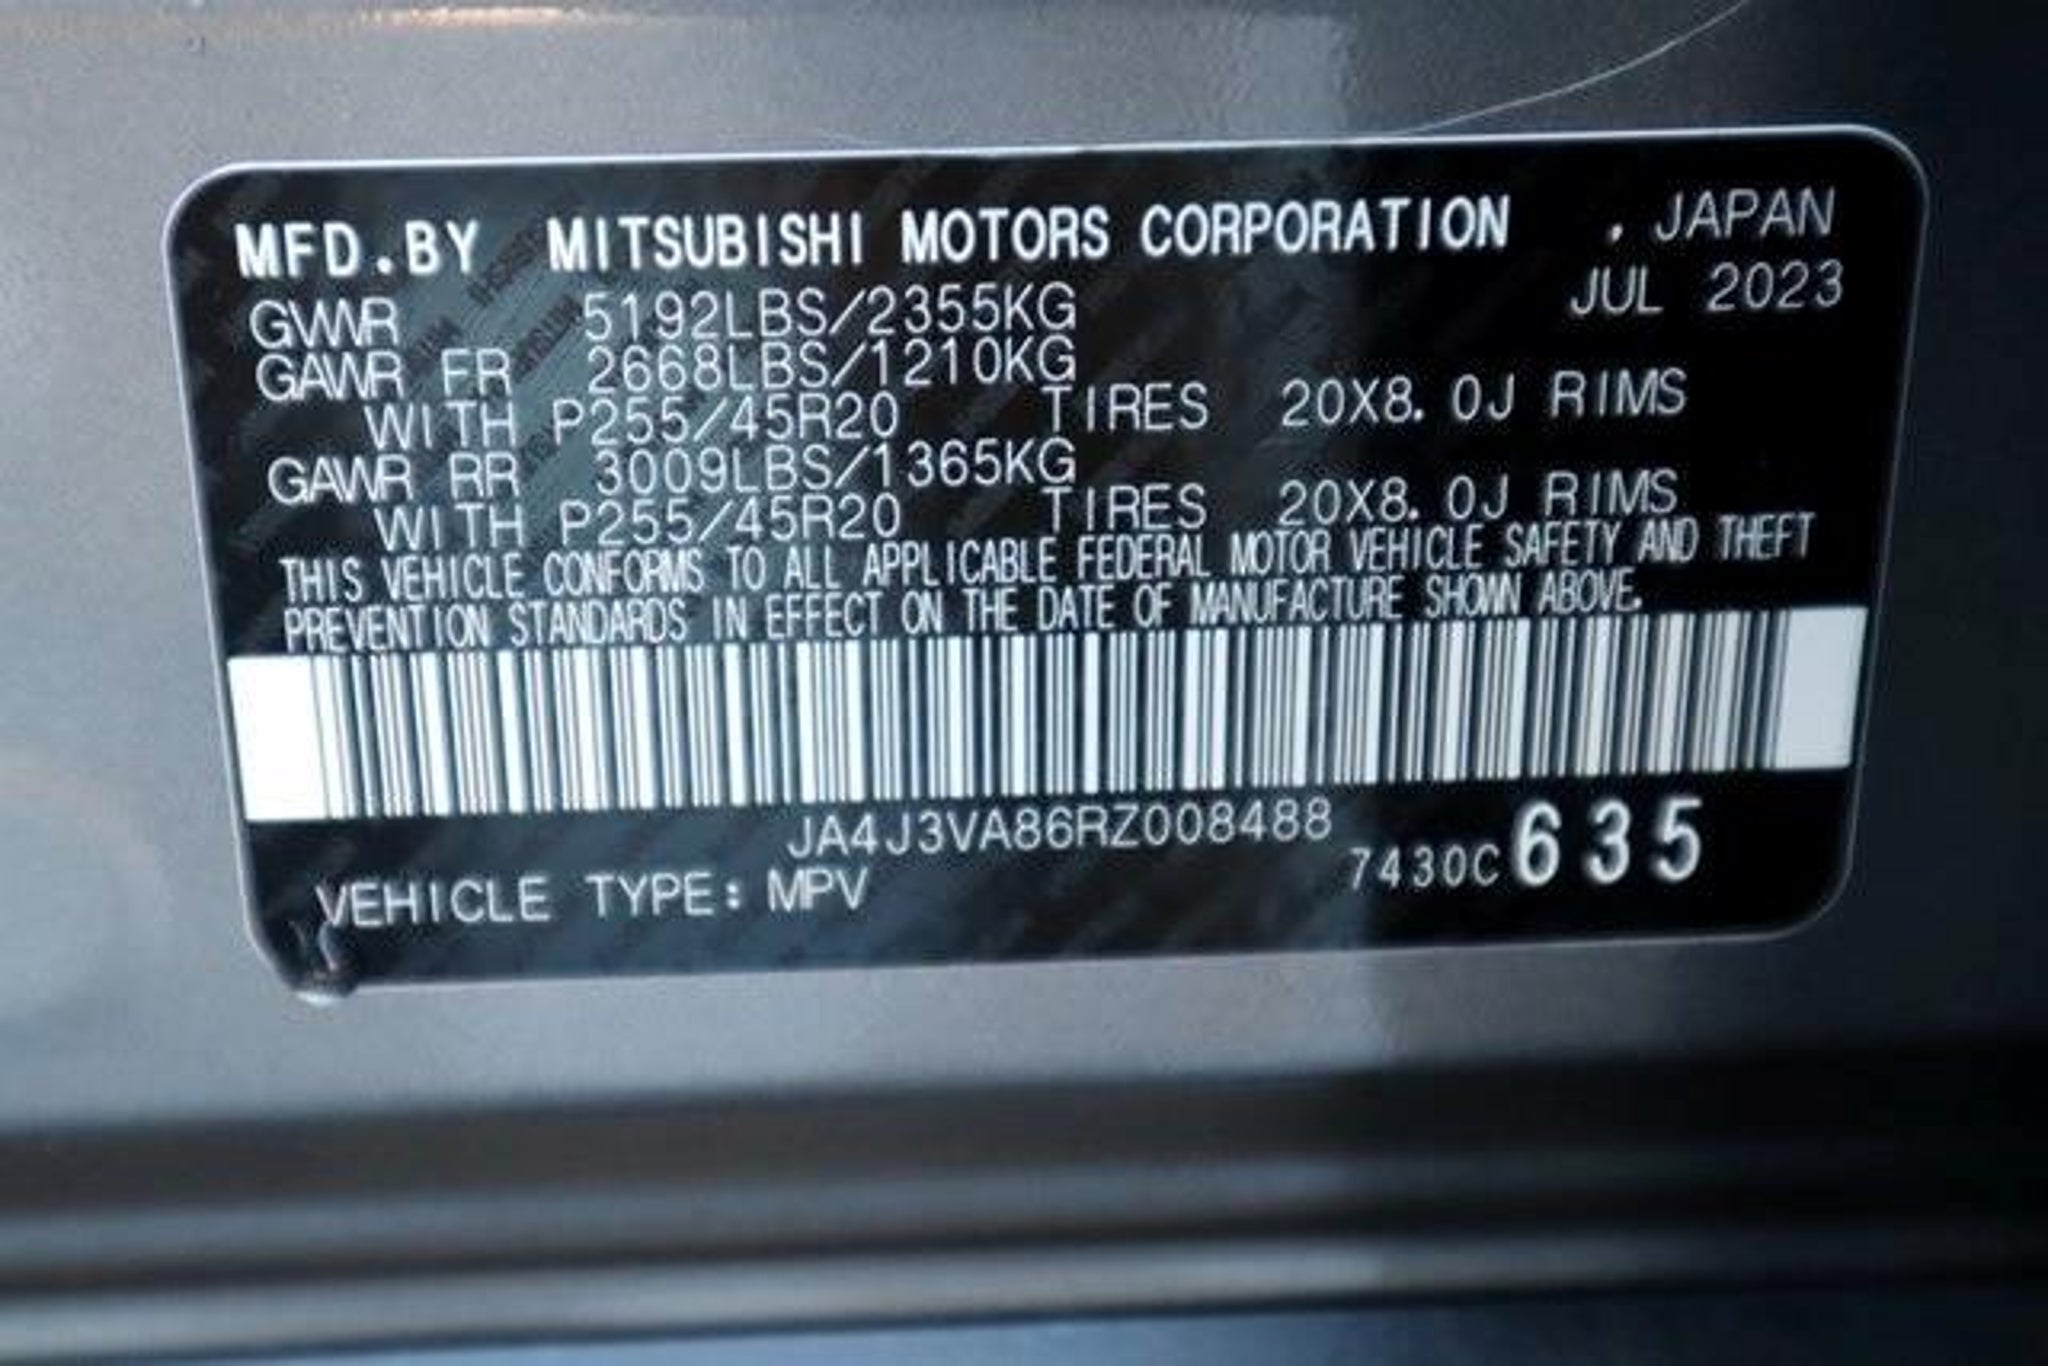 MFD.BY MITSUBISHI MOTORS CORPORATION . JAPAN
JUL 2023
GVWR 5192LBS/2355KG
GAWR FR 2668LBS/1210KG
WITH P255/45R20 TIRES 20X8.0J RIMS
GAWR RR 3009LBS/1365KG
WITH P255/45R20 TIRES 20X8.0J RIMS
THIS VEHICLE CONFORMS TO ALL APPLICABLE FEDERAL MOTOR VEHICLE SAFETY AND THEFT
PREVENTION STANDARDS IN EFFECT ON THE DATE OF MANUFACTURE SHOWN ABOVE.
JA4J3VA86RZ008488
7430C635
VEHICLE TYPE: MPV